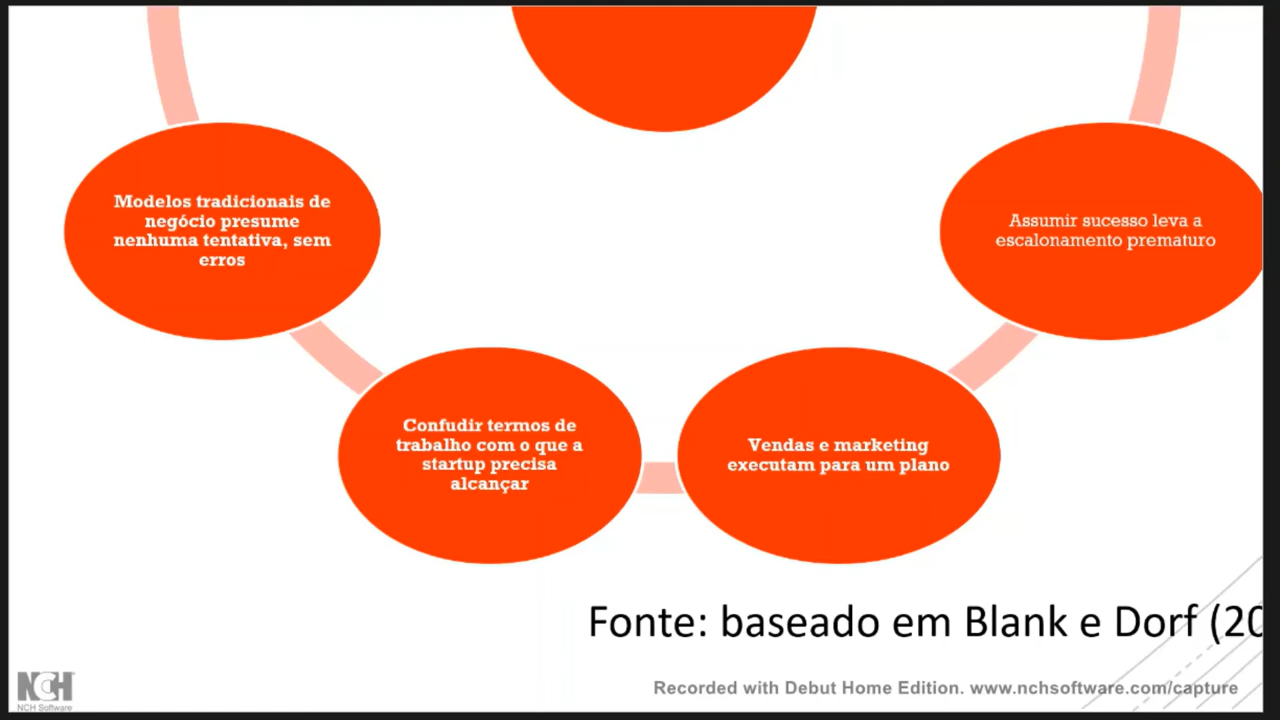 Modelos tradicionais de
negócio presume
nenhuma tentativa, sem
erros
Assumir sucesso leva a
escalonamento prematuro
Confudir termos de
trabalho com o que a
startup precisa
alcançar
Vendas e marketing
executam para um plano
Fonte: baseado em Blank e Dorf (20
NCH
NCH Software
Recorded with Debut Home Edition. www.nchsoftware.com/capture